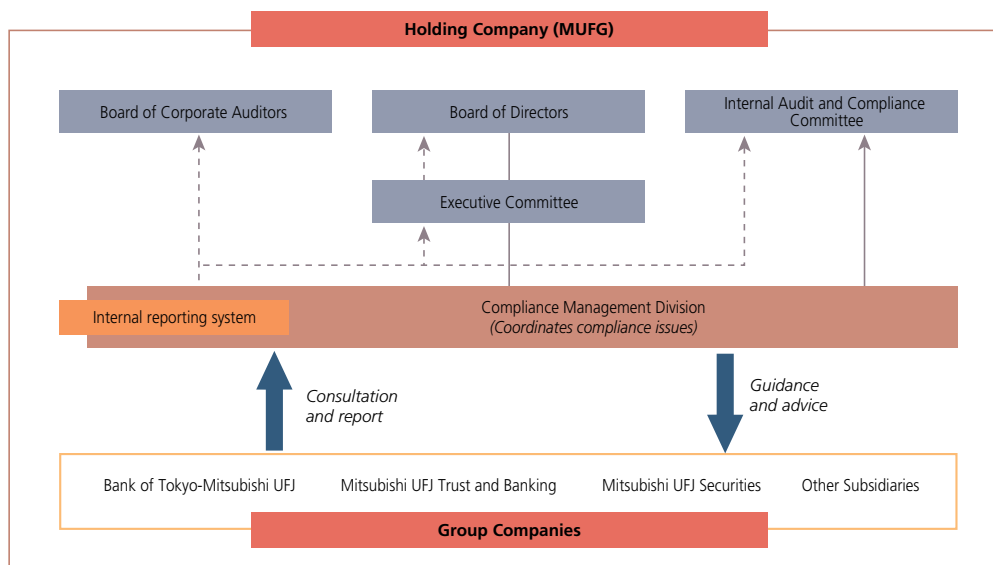 Holding Company (MUFG)
Board of Corporate Auditors
Board of Directors
Internal Audit and Compliance
Committee
Executive Committee
Internal reporting system
Compliance Management Division
(Coordinates compliance issues)
Consultation
and report
Guidance
and advice
Bank of Tokyo-Mitsubishi UFJ
Mitsubishi UFJ Trust and Banking
Mitsubishi UFJ Securities
Other Subsidiaries
Group Companies